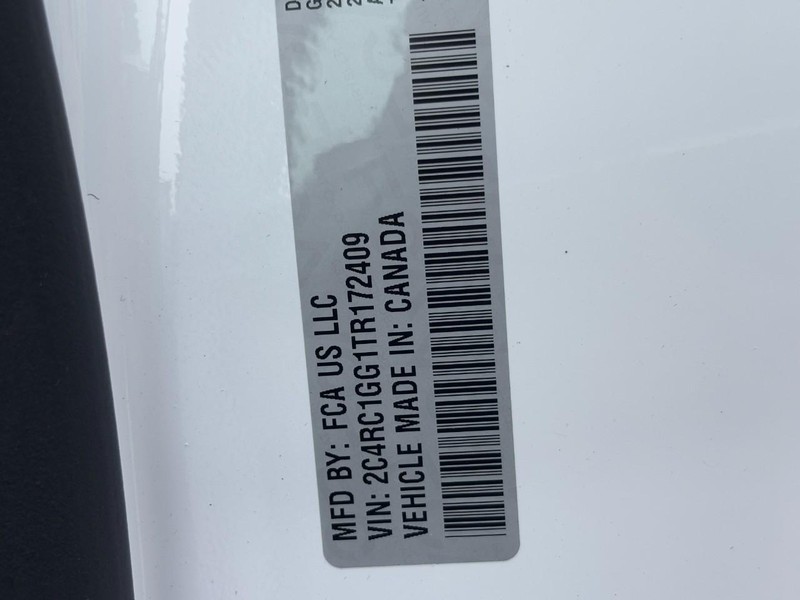 MFD BY: FCA US LLC
VIN: 2C4RC1GG1TR172409
VEHICLE MADE IN: CANADA